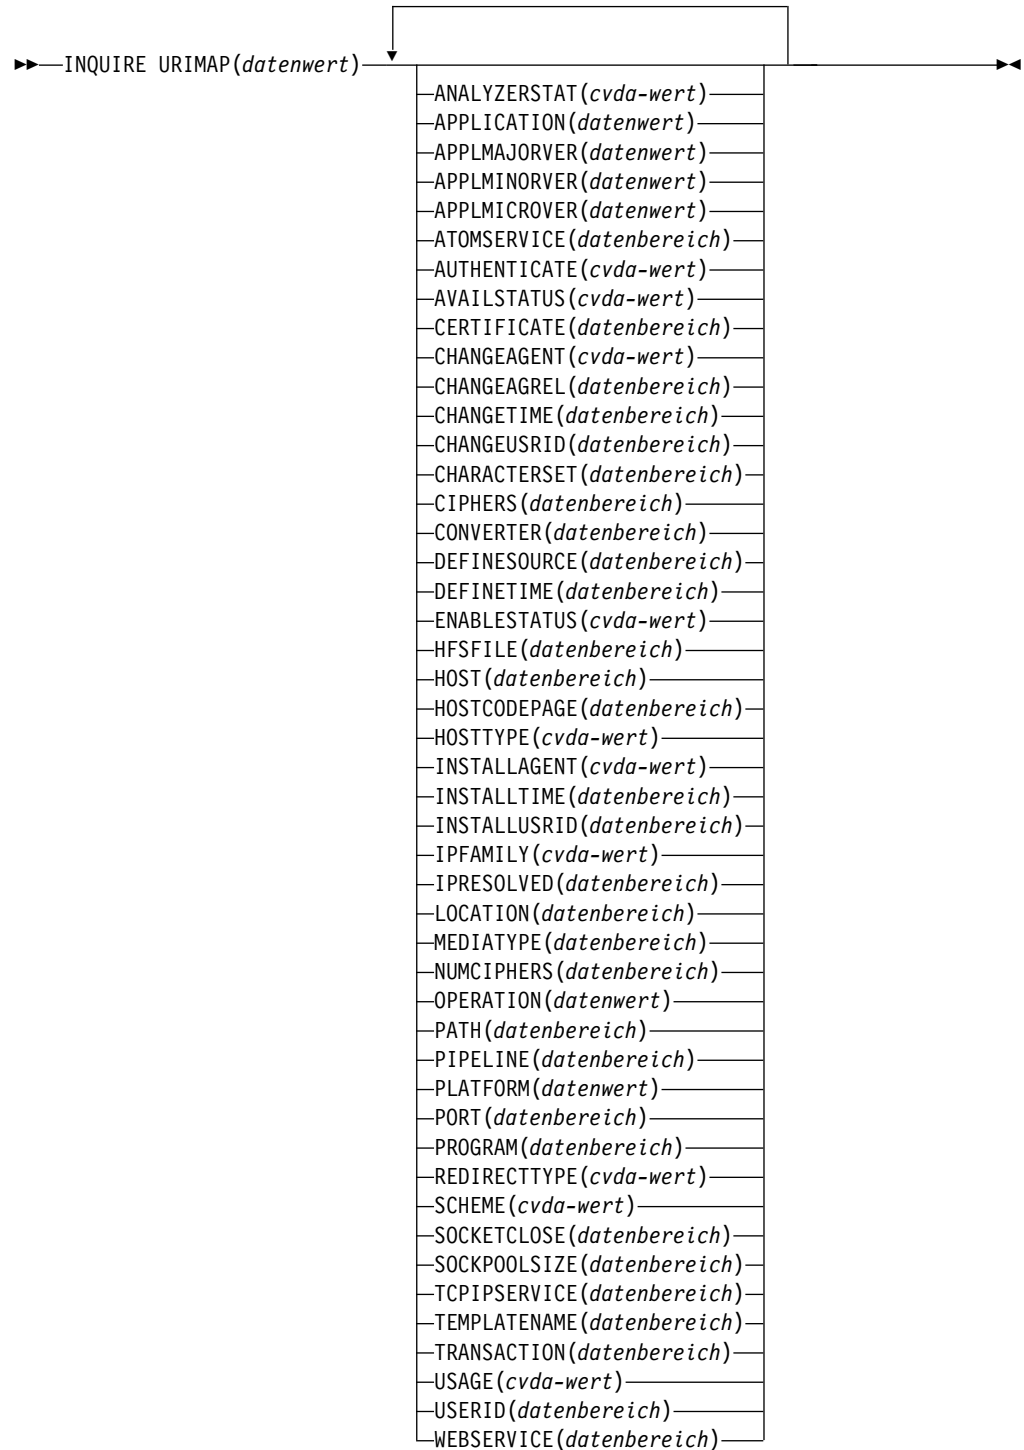 INQUIRE URIMAP(datenwert)
ANALYZERSTAT(cvda-wert)
APPLICATION(datenwert)
APPLMAJORVER(datenwert)
APPLMINORVER(datenwert)
APPLMICROVER(datenwert)
ATOMSERVICE(datenbereich)
AUTHENTICATE(cvda-wert)
AVAILSTATUS(cvda-wert)
CERTIFICATE(datenbereich)
CHANGEAGENT(cvda-wert)
CHANGEAGREL(datenbereich)
CHANGETIME(datenbereich)
CHANGEUSRID(datenbereich)
CHARACTERSET(datenbereich)
CIPHERS(datenbereich)
CONVERTER(datenbereich)
DEFINESOURCE(datenbereich)
DEFINETIME(datenbereich)
ENABLESTATUS(cvda-wert)
HFSFILE(datenbereich)
HOST(datenbereich)
HOSTCODEPAGE(datenbereich)
HOSTTYPE(cvda-wert)
INSTALLAGENT(cvda-wert)
INSTALLTIME(datenbereich)
INSTALLUSRID(datenbereich)
IPFAMILY(cvda-wert)
IPRESOLVED(datenbereich)
LOCATION(datenbereich)
MEDIATYPE(datenbereich)
NUMCIPHERS(datenbereich)
OPERATION(datenwert)
PATH(datenbereich)
PIPELINE(datenbereich)
PLATFORM(datenwert)
PORT(datenbereich)
PROGRAM(datenbereich)
REDIRECTTYPE(cvda-wert)
SCHEME(cvda-wert)
SOCKETCLOSE(datenbereich)
SOCKPOOLSIZE(datenbereich)
TCPIPSERVICE(datenbereich)
TEMPLATENAME(datenbereich)
TRANSACTION(datenbereich)
USAGE(cvda-wert)
USERID(datenbereich)
WEBSERVICE(datenbereich)